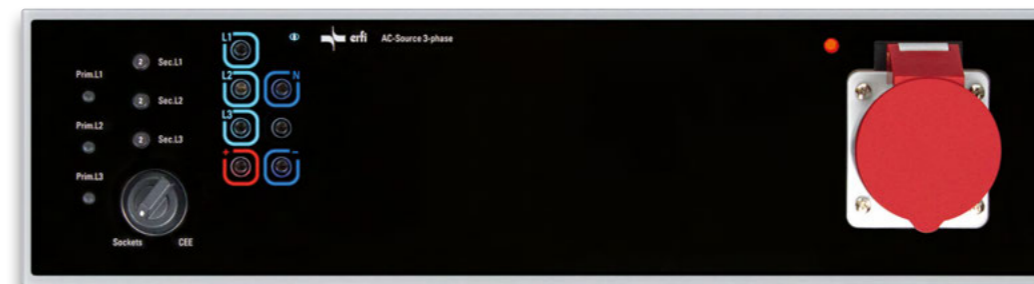 erfi AC-Source 3-phase
L1
2 Sec.L1
Prim.L1
L2 N
2 Sec.L2
Prim.L2
L3
2 Sec.L3
+ -
Prim.L3
Sockets CEE